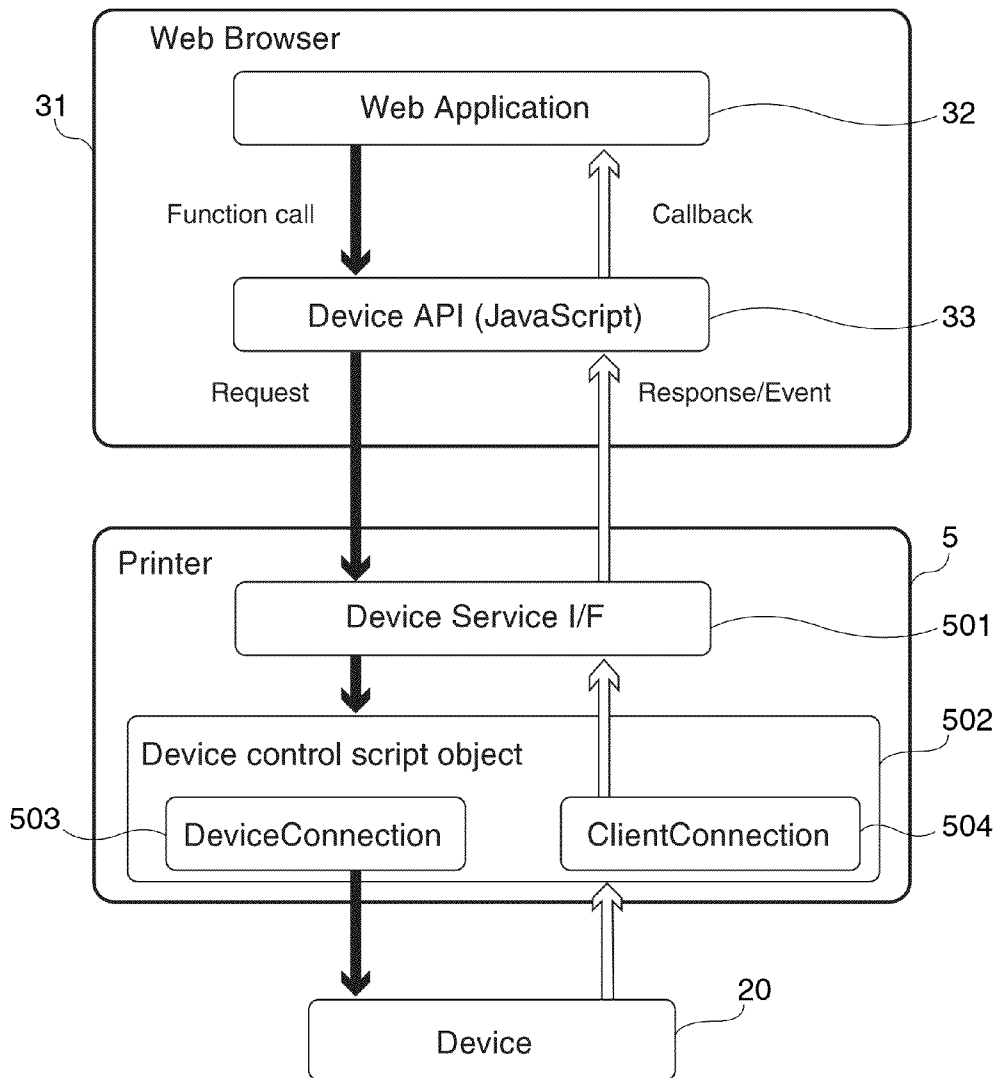 Web Browser
31
Web Application
32
Function call
Callback
Device API (JavaScript)
33
Request
Response/Event
5
Printer
Device Service I/F
501
502
Device control script object
503
DeviceConnection
ClientConnection
504
20
Device